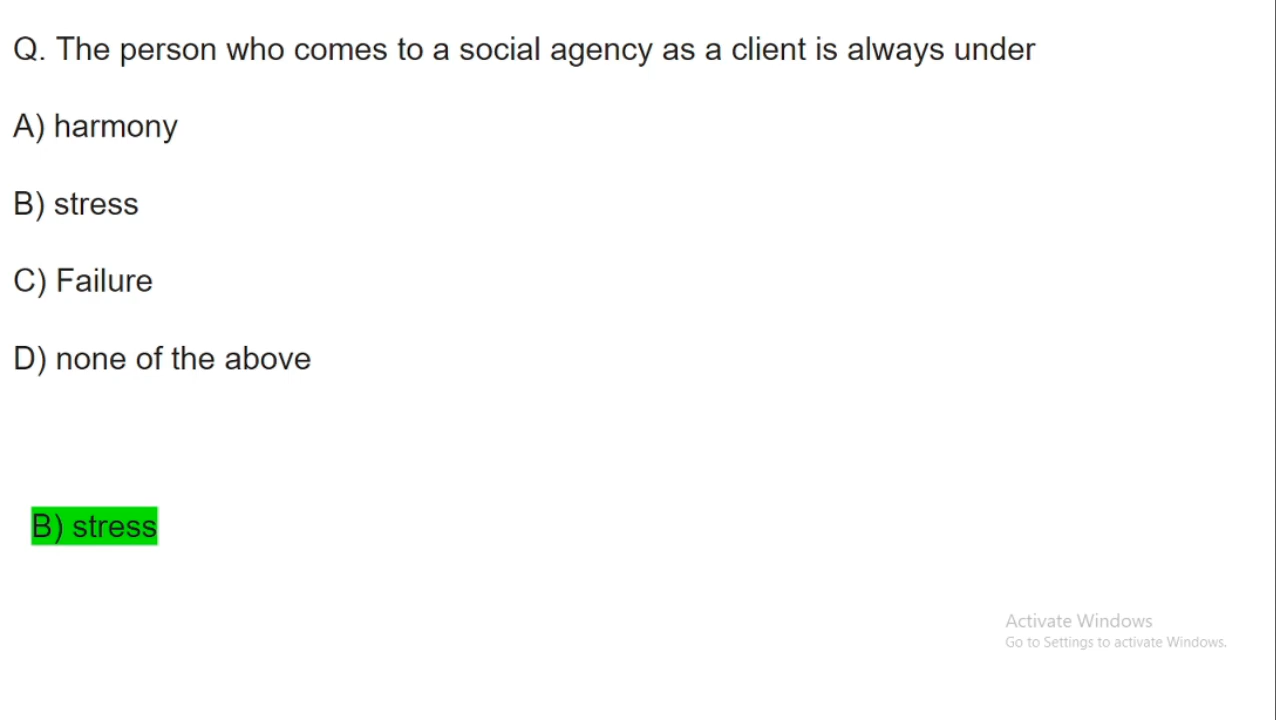 Q. The person who comes to a social agency as a client is always under
A) harmony
B) stress
C) Failure
D) none of the above
B) stress
Activate Windows
Go to Settings to activate Windows.